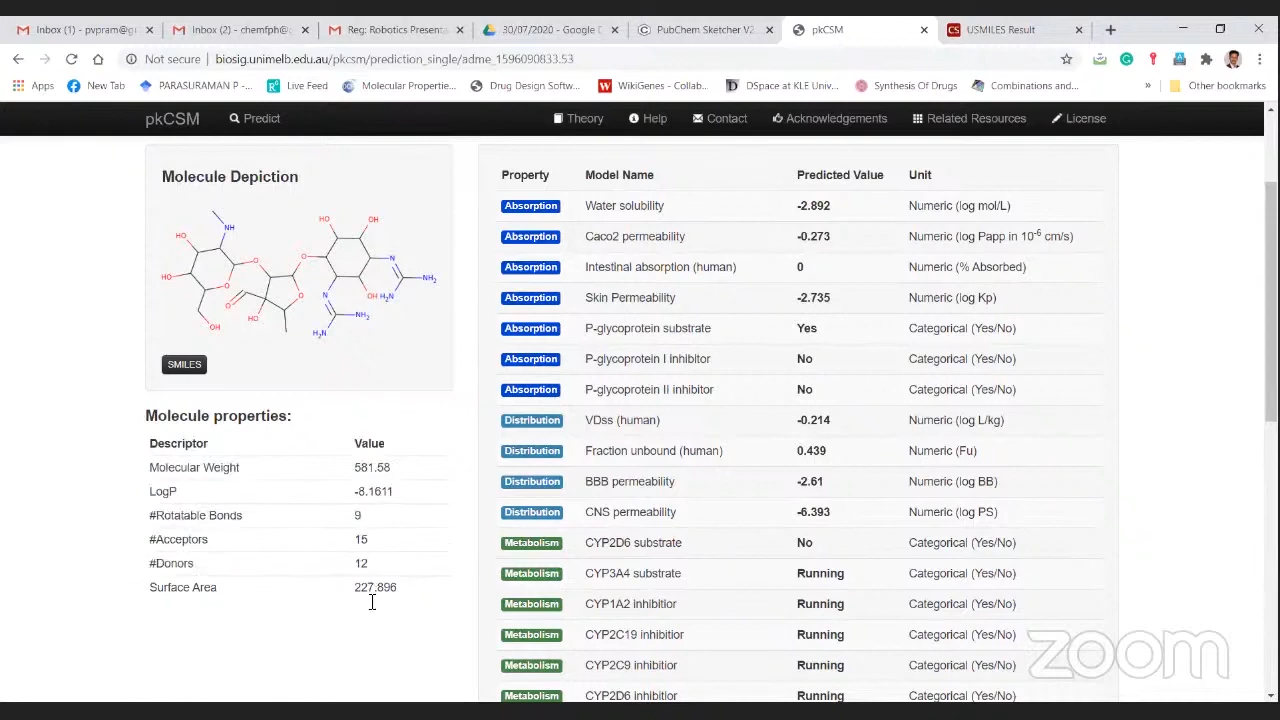 Inbox (1) - pvpram@g
Inbox (2) - dremfph@
Reg: Robotics Present
30/07/2020 - Google D
PubChem Sketcher V2
pkCSM
USMILES Result
Not secure | biosig.unimelb.edu.au/pkcsm/prediction_single/adme_1596099833.53
Apps
New Tab
PARASURAMAN P -...
Live Feed
Molecular Propertie...
Drug Design Softw...
WikiGenes - Collab...
DSpace at KLE Univ...
Synthesis Of Drugs
Combinations and...
»
Other bookmarks
pkCSM
Predict
Theory
Help
Contact
Acknowledgements
Related Resources
License
Molecule Depiction
SMILES
Molecule properties:
Descriptor Value
Molecular Weight 581.58
LogP -8.1611
#Rotatable Bonds 9
#Acceptors 15
#Donors 12
Surface Area 227.896
Property Model Name Predicted Value Unit
Absorption Water solubility -2.892 Numeric (log mol/L)
Absorption Caco2 permeability -0.273 Numeric (log Papp in 10-6 cm/s)
Absorption Intestinal absorption (human) 0 Numeric (% Absorbed)
Absorption Skin Permeability -2.735 Numeric (log Kp)
Absorption P-glycoprotein substrate Yes Categorical (Yes/No)
Absorption P-glycoprotein I inhibitor No Categorical (Yes/No)
Absorption P-glycoprotein II inhibitor No Categorical (Yes/No)
Distribution VDss (human) -0.214 Numeric (log L/kg)
Distribution Fraction unbound (human) 0.439 Numeric (Fu)
Distribution BBB permeability -2.61 Numeric (log BB)
Distribution CNS permeability -6.393 Numeric (log PS)
Metabolism CYP2D6 substrate No Categorical (Yes/No)
Metabolism CYP3A4 substrate Running Categorical (Yes/No)
Metabolism CYP1A2 inhibitior Running Categorical (Yes/No)
Metabolism CYP2C19 inhibitior Running Categorical (Yes/No)
Metabolism CYP2C9 inhibitior Running Categorical (Yes/No)
Metabolism CYP2D6 inhibitior Running Categorical (Yes/No)
zoom